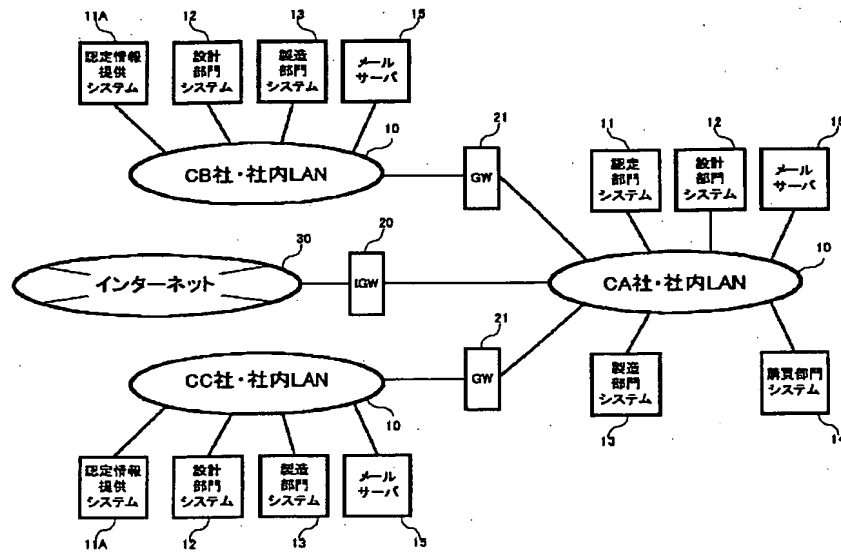 11A
12
13
15
認定情報
提供
システム
設計
部門
システム
製造
部門
システム
メール
サーバ
10
CB社・社内LAN
21
GW
11
12
15
認定
部門
システム
設計
部門
システム
メール
サーバ
30
インターネット
20
IGW
10
CA社・社内LAN
21
GW
CC社・社内LAN
10
製造
部門
システム
購買部門
システム
13
14
認定情報
提供
システム
設計
部門
システム
製造
部門
システム
メール
サーバ
11A
12
13
15